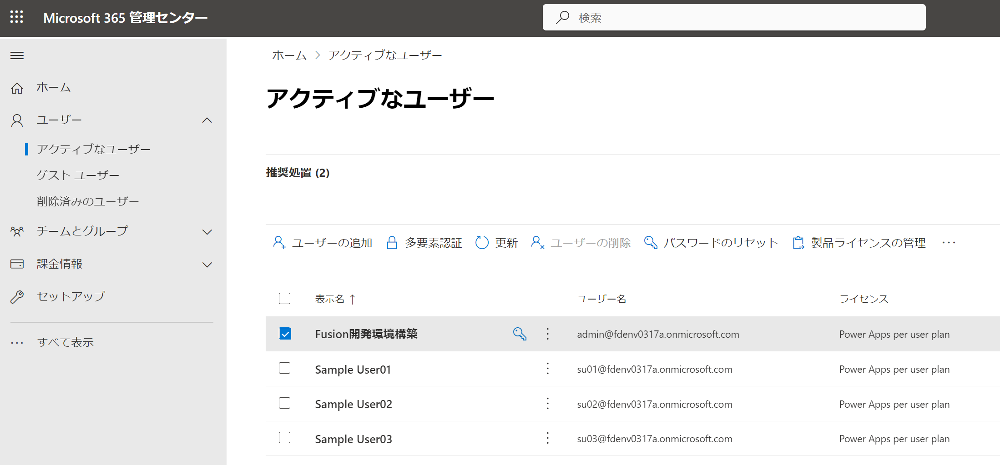 Microsoft 365 管理センター
検索
ホーム
ユーザー
アクティブなユーザー
ゲスト ユーザー
削除済みのユーザー
チームとグループ
課金情報
セットアップ
すべて表示
ホーム > アクティブなユーザー
アクティブなユーザー
推奨処置 (2)
ユーザーの追加 多要素認証 更新 ユーザーの削除 パスワードのリセット 製品ライセンスの管理 ...
表示名 ↑ ユーザー名 ライセンス
Fusion開発環境構築 admin@fdenv0317a.onmicrosoft.com Power Apps per user plan
Sample User01 su01@fdenv0317a.onmicrosoft.com Power Apps per user plan
Sample User02 su02@fdenv0317a.onmicrosoft.com Power Apps per user plan
Sample User03 su03@fdenv0317a.onmicrosoft.com Power Apps per user plan